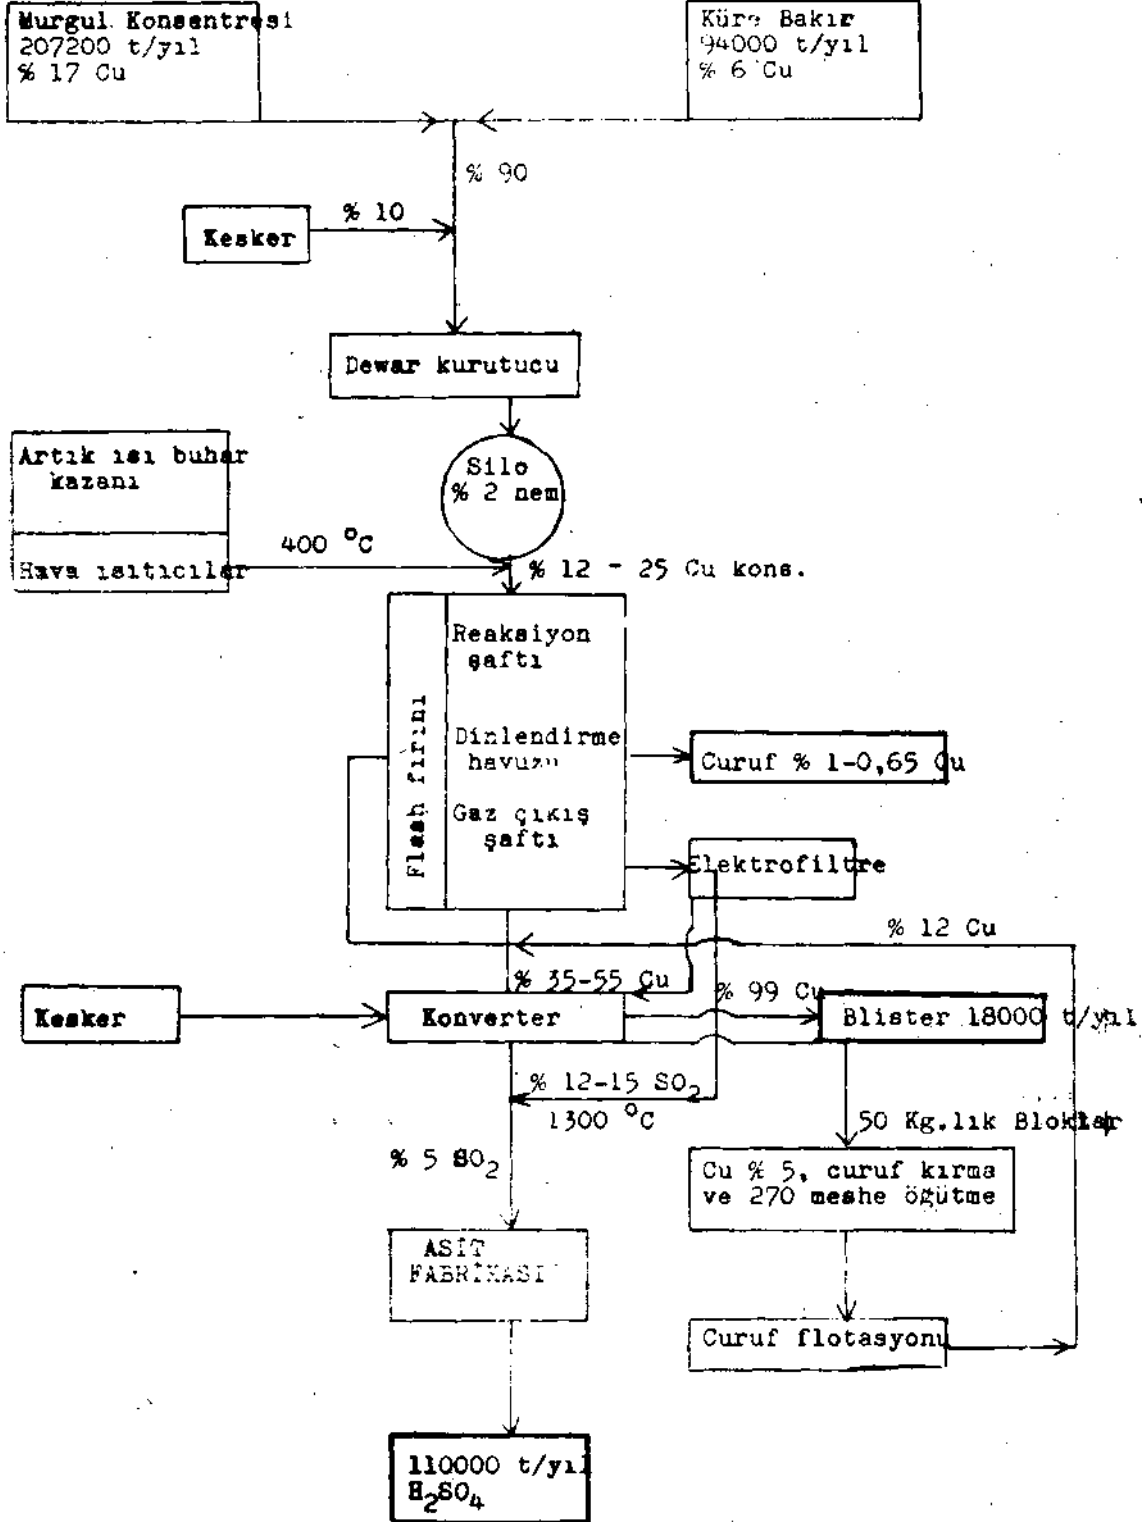 Murgul Konsentresi
207200 t/yıl
% 17 Cu
Küre Bakır
94000 t/yıl
% 6 Cu
% 90
% 10
Kesker
Dewar kurutucu
Silo
% 2 nem
Artık ısı buhar
kazanı
Hava ısıtıcılar
400 °C
% 12 - 25 Cu kons.
Flash fırını
Reaksiyon
şaftı
Dinlendirme
havuzu
Gaz çıkış
şaftı
Curuf % 1-0,65 Cu
Elektrofiltre
% 12 Cu
% 35-55 Cu
% 99 Cu
Kesker
Konverter
Blister 18000 t/yıl
% 12-15 SO₂
1300 °C
50 Kg.lık Bloklar
% 5 SO₂
Cu % 5, curuf kırma
ve 270 meshe öğütme
ASİT
FABRİKASI
Curuf flotasyonu
110000 t/yıl
H₂SO₄